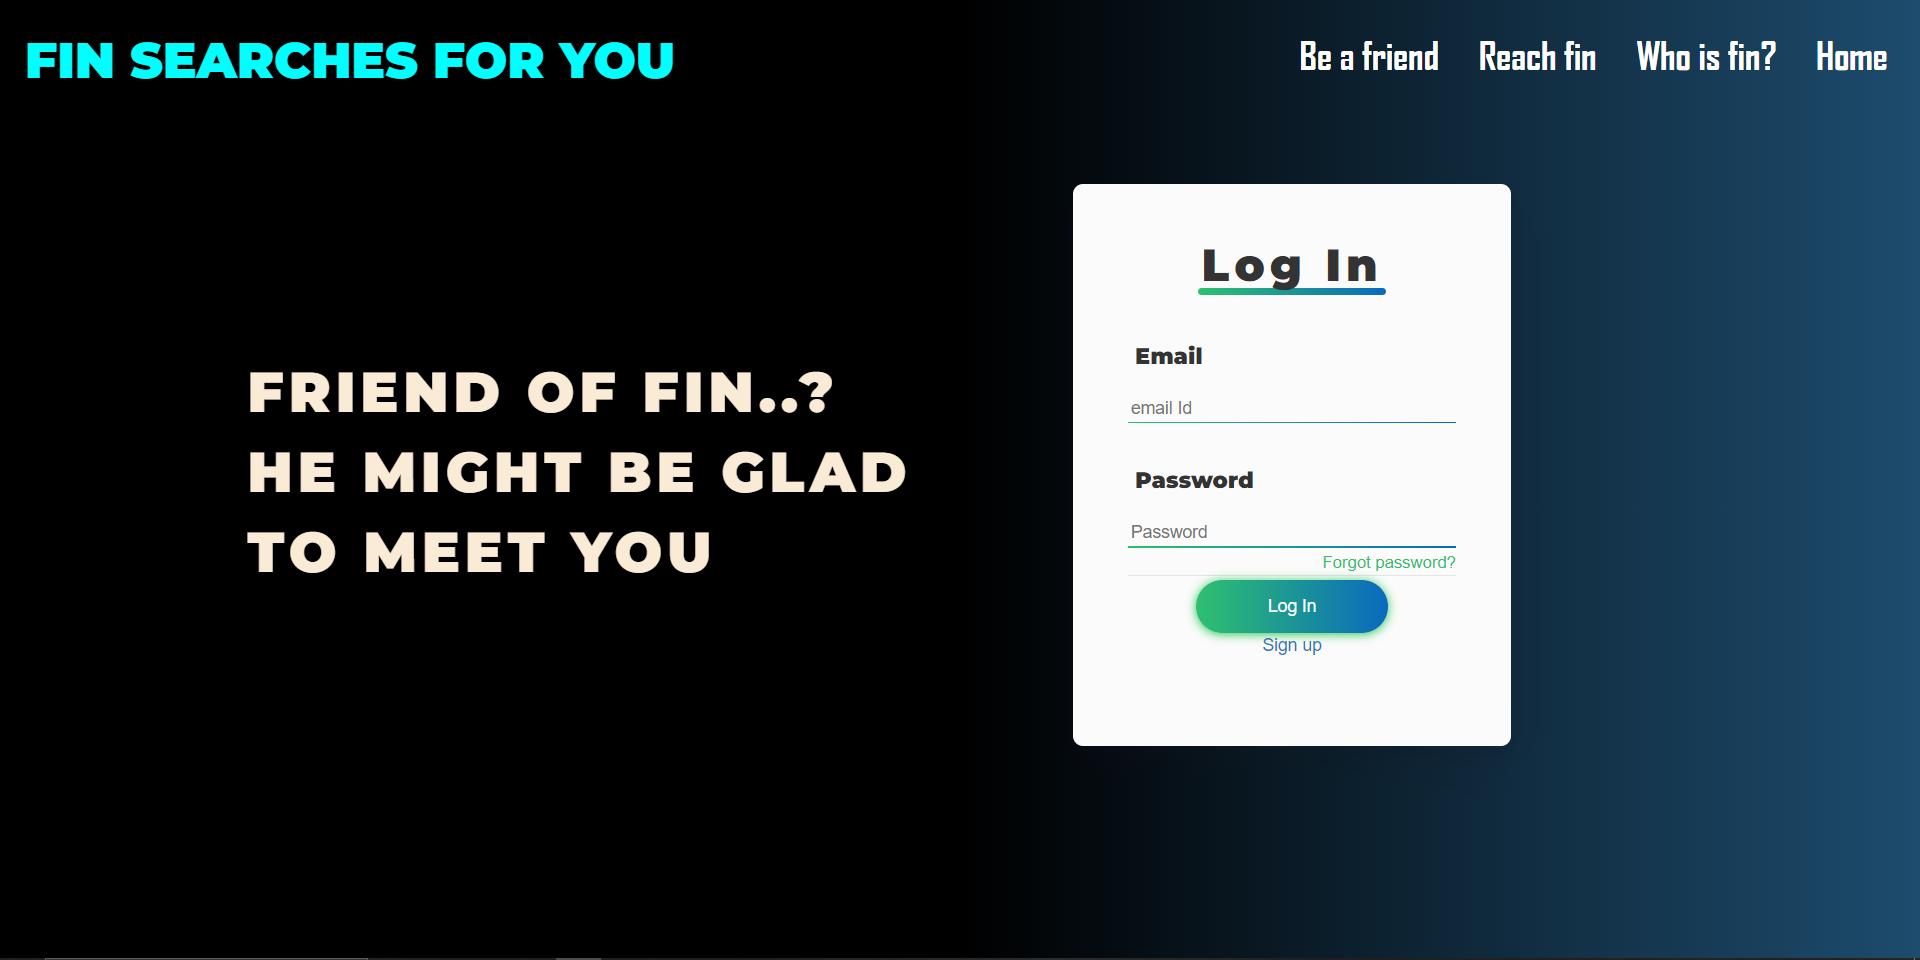 FIN SEARCHES FOR YOU
Be a friend
Reach fin
Who is fin?
Home
FRIEND OF FIN..?
HE MIGHT BE GLAD
TO MEET YOU
Log In
Email
email Id
Password
Password
Forgot password?
Log In
Sign up